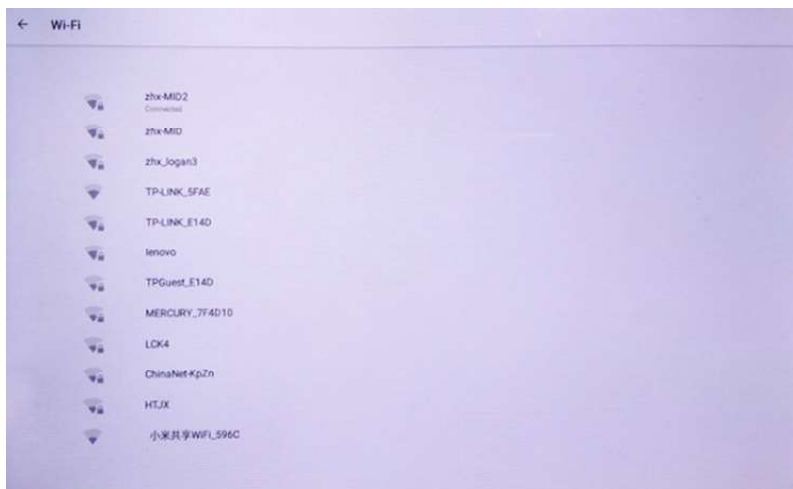 Wi-Fi
zhx-MID2
Connected
zhx-MID
zhx_logan3
TP-LINK_5FAE
TP-LINK_E14D
lenovo
TPGuest_E14D
MERCURY_7F4D10
LCK4
ChinaNet-KpZn
HTJX
小米共享WiFi_596C